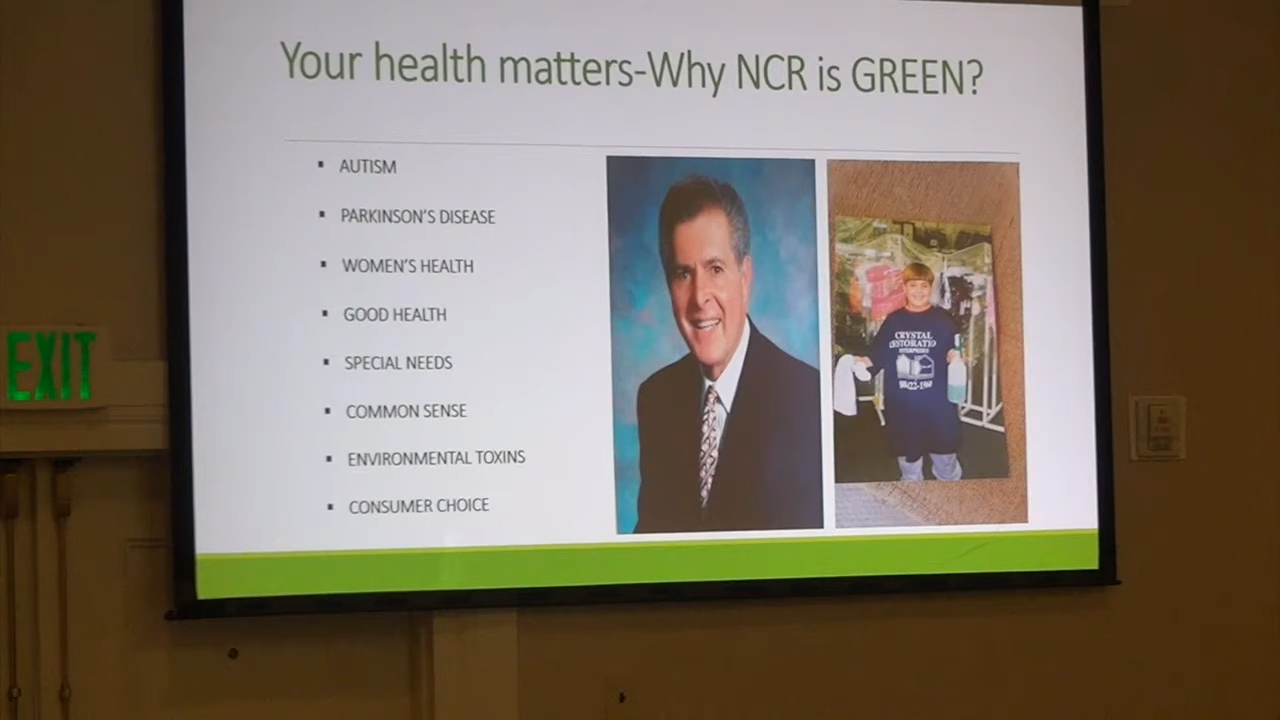 Your health matters-Why NCR is GREEN?
▪ AUTISM
▪ PARKINSON'S DISEASE
▪ WOMEN'S HEALTH
▪ GOOD HEALTH
▪ SPECIAL NEEDS
▪ COMMON SENSE
▪ ENVIRONMENTAL TOXINS
▪ CONSUMER CHOICE
CRYSTAL
EXIT